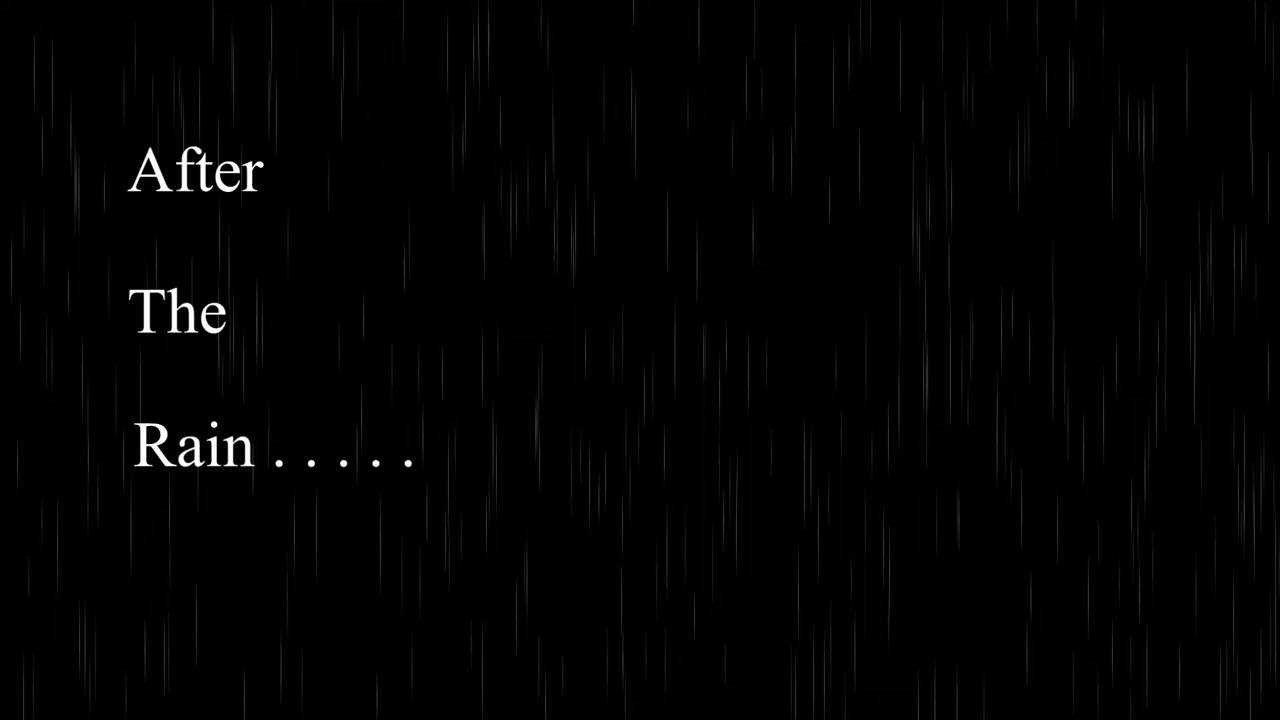 After
The
Rain . . . . .